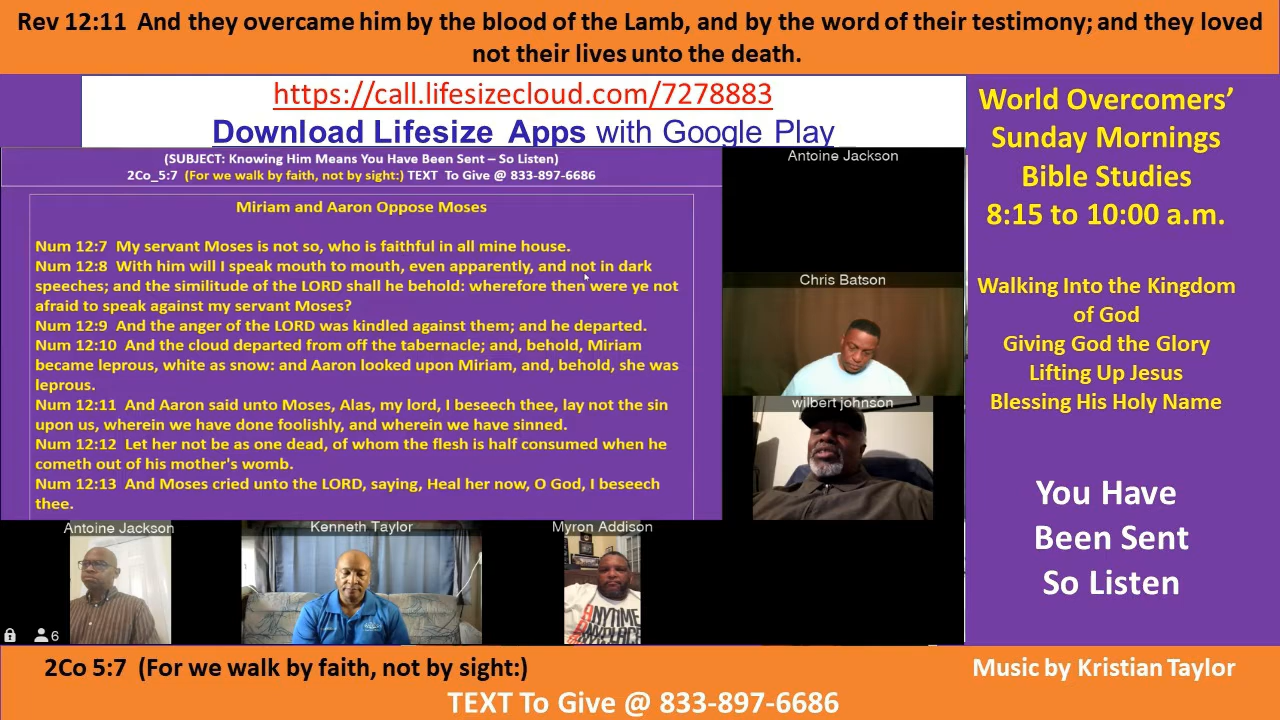 Rev 12:11 And they overcame him by the blood of the Lamb, and by the word of their testimony; and they loved
not their lives unto the death.
https://call.lifesizecloud.com/7278883
Download Lifesize Apps with Google Play
(SUBJECT: Knowing Him Means You Have Been Sent – So Listen)
2Co_5:7 (For we walk by faith, not by sight:) TEXT To Give @ 833-897-6686
Miriam and Aaron Oppose Moses
Num 12:7 My servant Moses is not so, who is faithful in all mine house.
Num 12:8 With him will I speak mouth to mouth, even apparently, and not in dark
speeches; and the similitude of the LORD shall he behold: wherefore then were ye not
afraid to speak against my servant Moses?
Num 12:9 And the anger of the LORD was kindled against them; and he departed.
Num 12:10 And the cloud departed from off the tabernacle; and, behold, Miriam
became leprous, white as snow: and Aaron looked upon Miriam, and, behold, she was
leprous.
Num 12:11 And Aaron said unto Moses, Alas, my lord, I beseech thee, lay not the sin
upon us, wherein we have done foolishly, and wherein we have sinned.
Num 12:12 Let her not be as one dead, of whom the flesh is half consumed when he
cometh out of his mother's womb.
Num 12:13 And Moses cried unto the LORD, saying, Heal her now, O God, I beseech
thee.
Antoine Jackson
Chris Batson
wilbert johnson
Antoine Jackson
Kenneth Taylor
Myron Addison
ANYTIME
ANYPLACE
6
World Overcomers’
Sunday Mornings
Bible Studies
8:15 to 10:00 a.m.
Walking Into the Kingdom
of God
Giving God the Glory
Lifting Up Jesus
Blessing His Holy Name
You Have
Been Sent
So Listen
2Co 5:7 (For we walk by faith, not by sight:)
Music by Kristian Taylor
TEXT To Give @ 833-897-6686